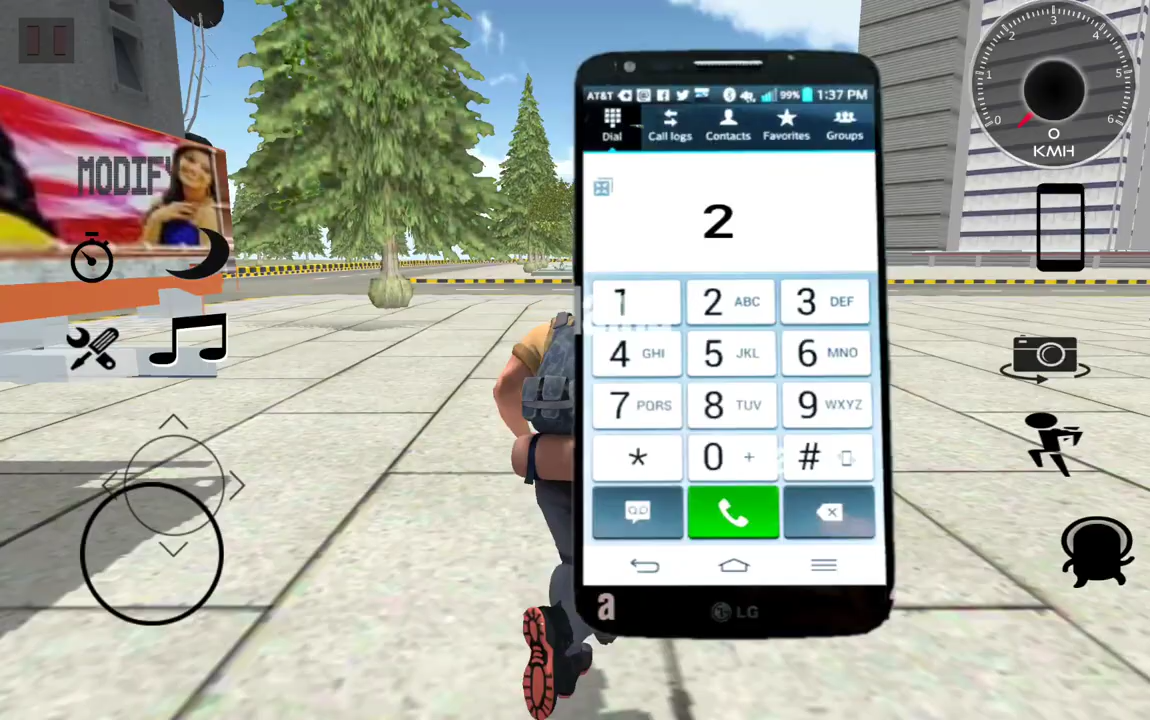 MODIFY
AT&T 99% 1:37 PM
Dial Call logs Contacts Favorites Groups
2
1
2 ABC 3 DEF
4 GHI 5 JKL 6 MNO
7 PQRS 8 TUV 9 WXYZ
* 0 + #
a
LG
1 2 3 4 5 6
0
KMH